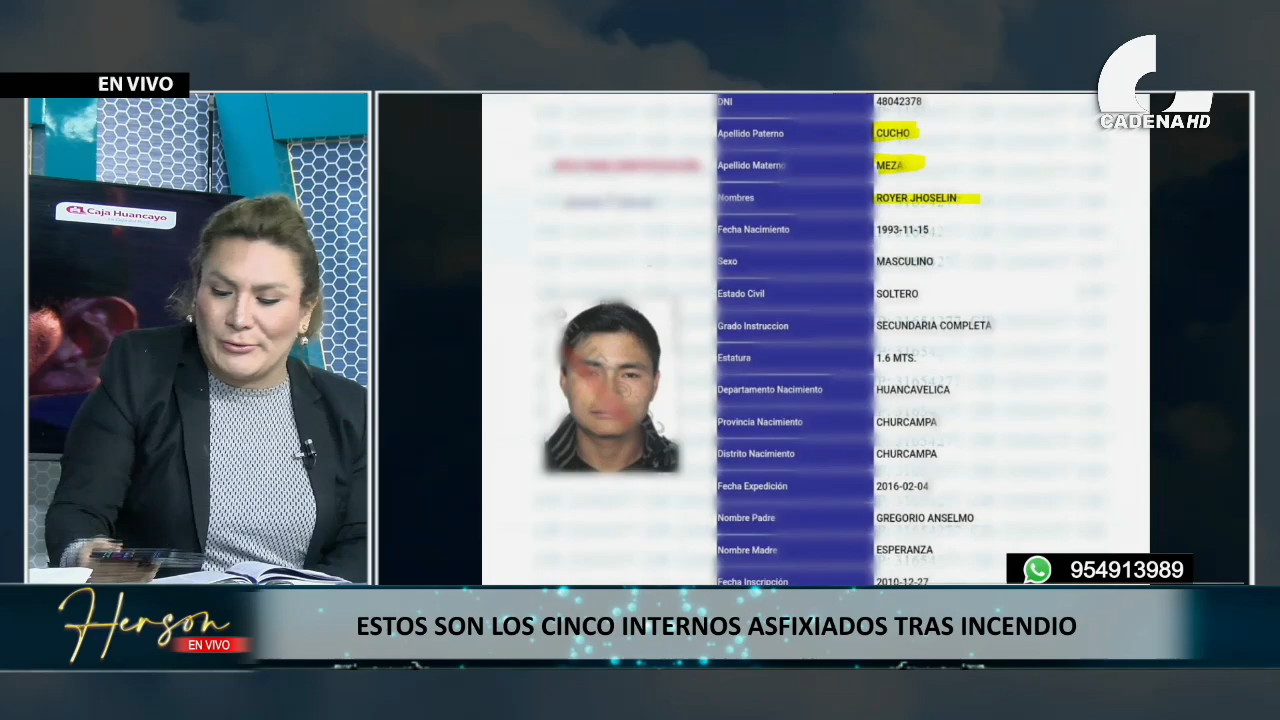 EN VIVO
CADENA HD
Caja Huancayo
DNI 48042378
Apellido Paterno CUCHO
Apellido Materno MEZA
Nombres ROYER JHOSELIN
Fecha Nacimiento 1993-11-15
Sexo MASCULINO
Estado Civil SOLTERO
Grado Instruccion SECUNDARIA COMPLETA
Estatura 1.6 MTS.
Departamento Nacimiento HUANCAVELICA
Provincia Nacimiento CHURCAMPA
Distrito Nacimiento CHURCAMPA
Fecha Expedición 2016-02-04
Nombre Padre GREGORIO ANSELMO
Nombre Madre ESPERANZA
Fecha Inscripción 2010-12-27
954913989
Herson
EN VIVO
ESTOS SON LOS CINCO INTERNOS ASFIXIADOS TRAS INCENDIO